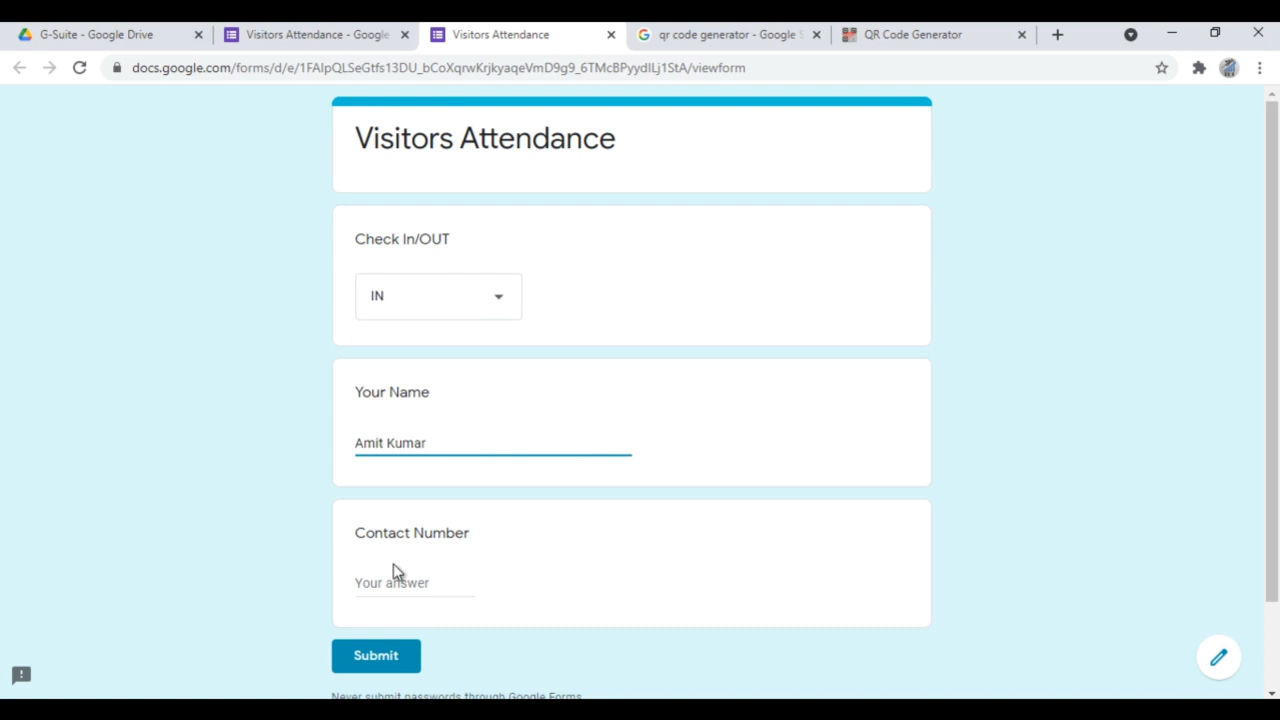 G-Suite - Google Drive
Visitors Attendance - Google
Visitors Attendance
qr code generator - Google S
QR Code Generator
docs.google.com/forms/d/e/1FAIpQLSeGtfs13DU_bCoXqrwKrjkyaqeVmD9g9_6TMcBPyydlLj1StA/viewform
Visitors Attendance
Check In/OUT
IN
Your Name
Amit Kumar
Contact Number
Your answer
Submit
Never submit passwords through Google Forms.